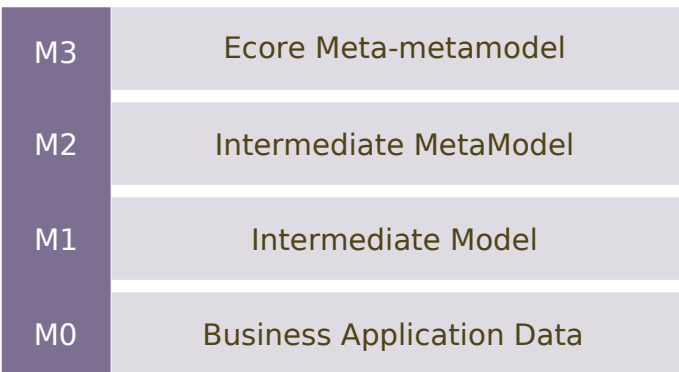 M3 Ecore Meta-metamodel
M2 Intermediate MetaModel
M1 Intermediate Model
M0 Business Application Data